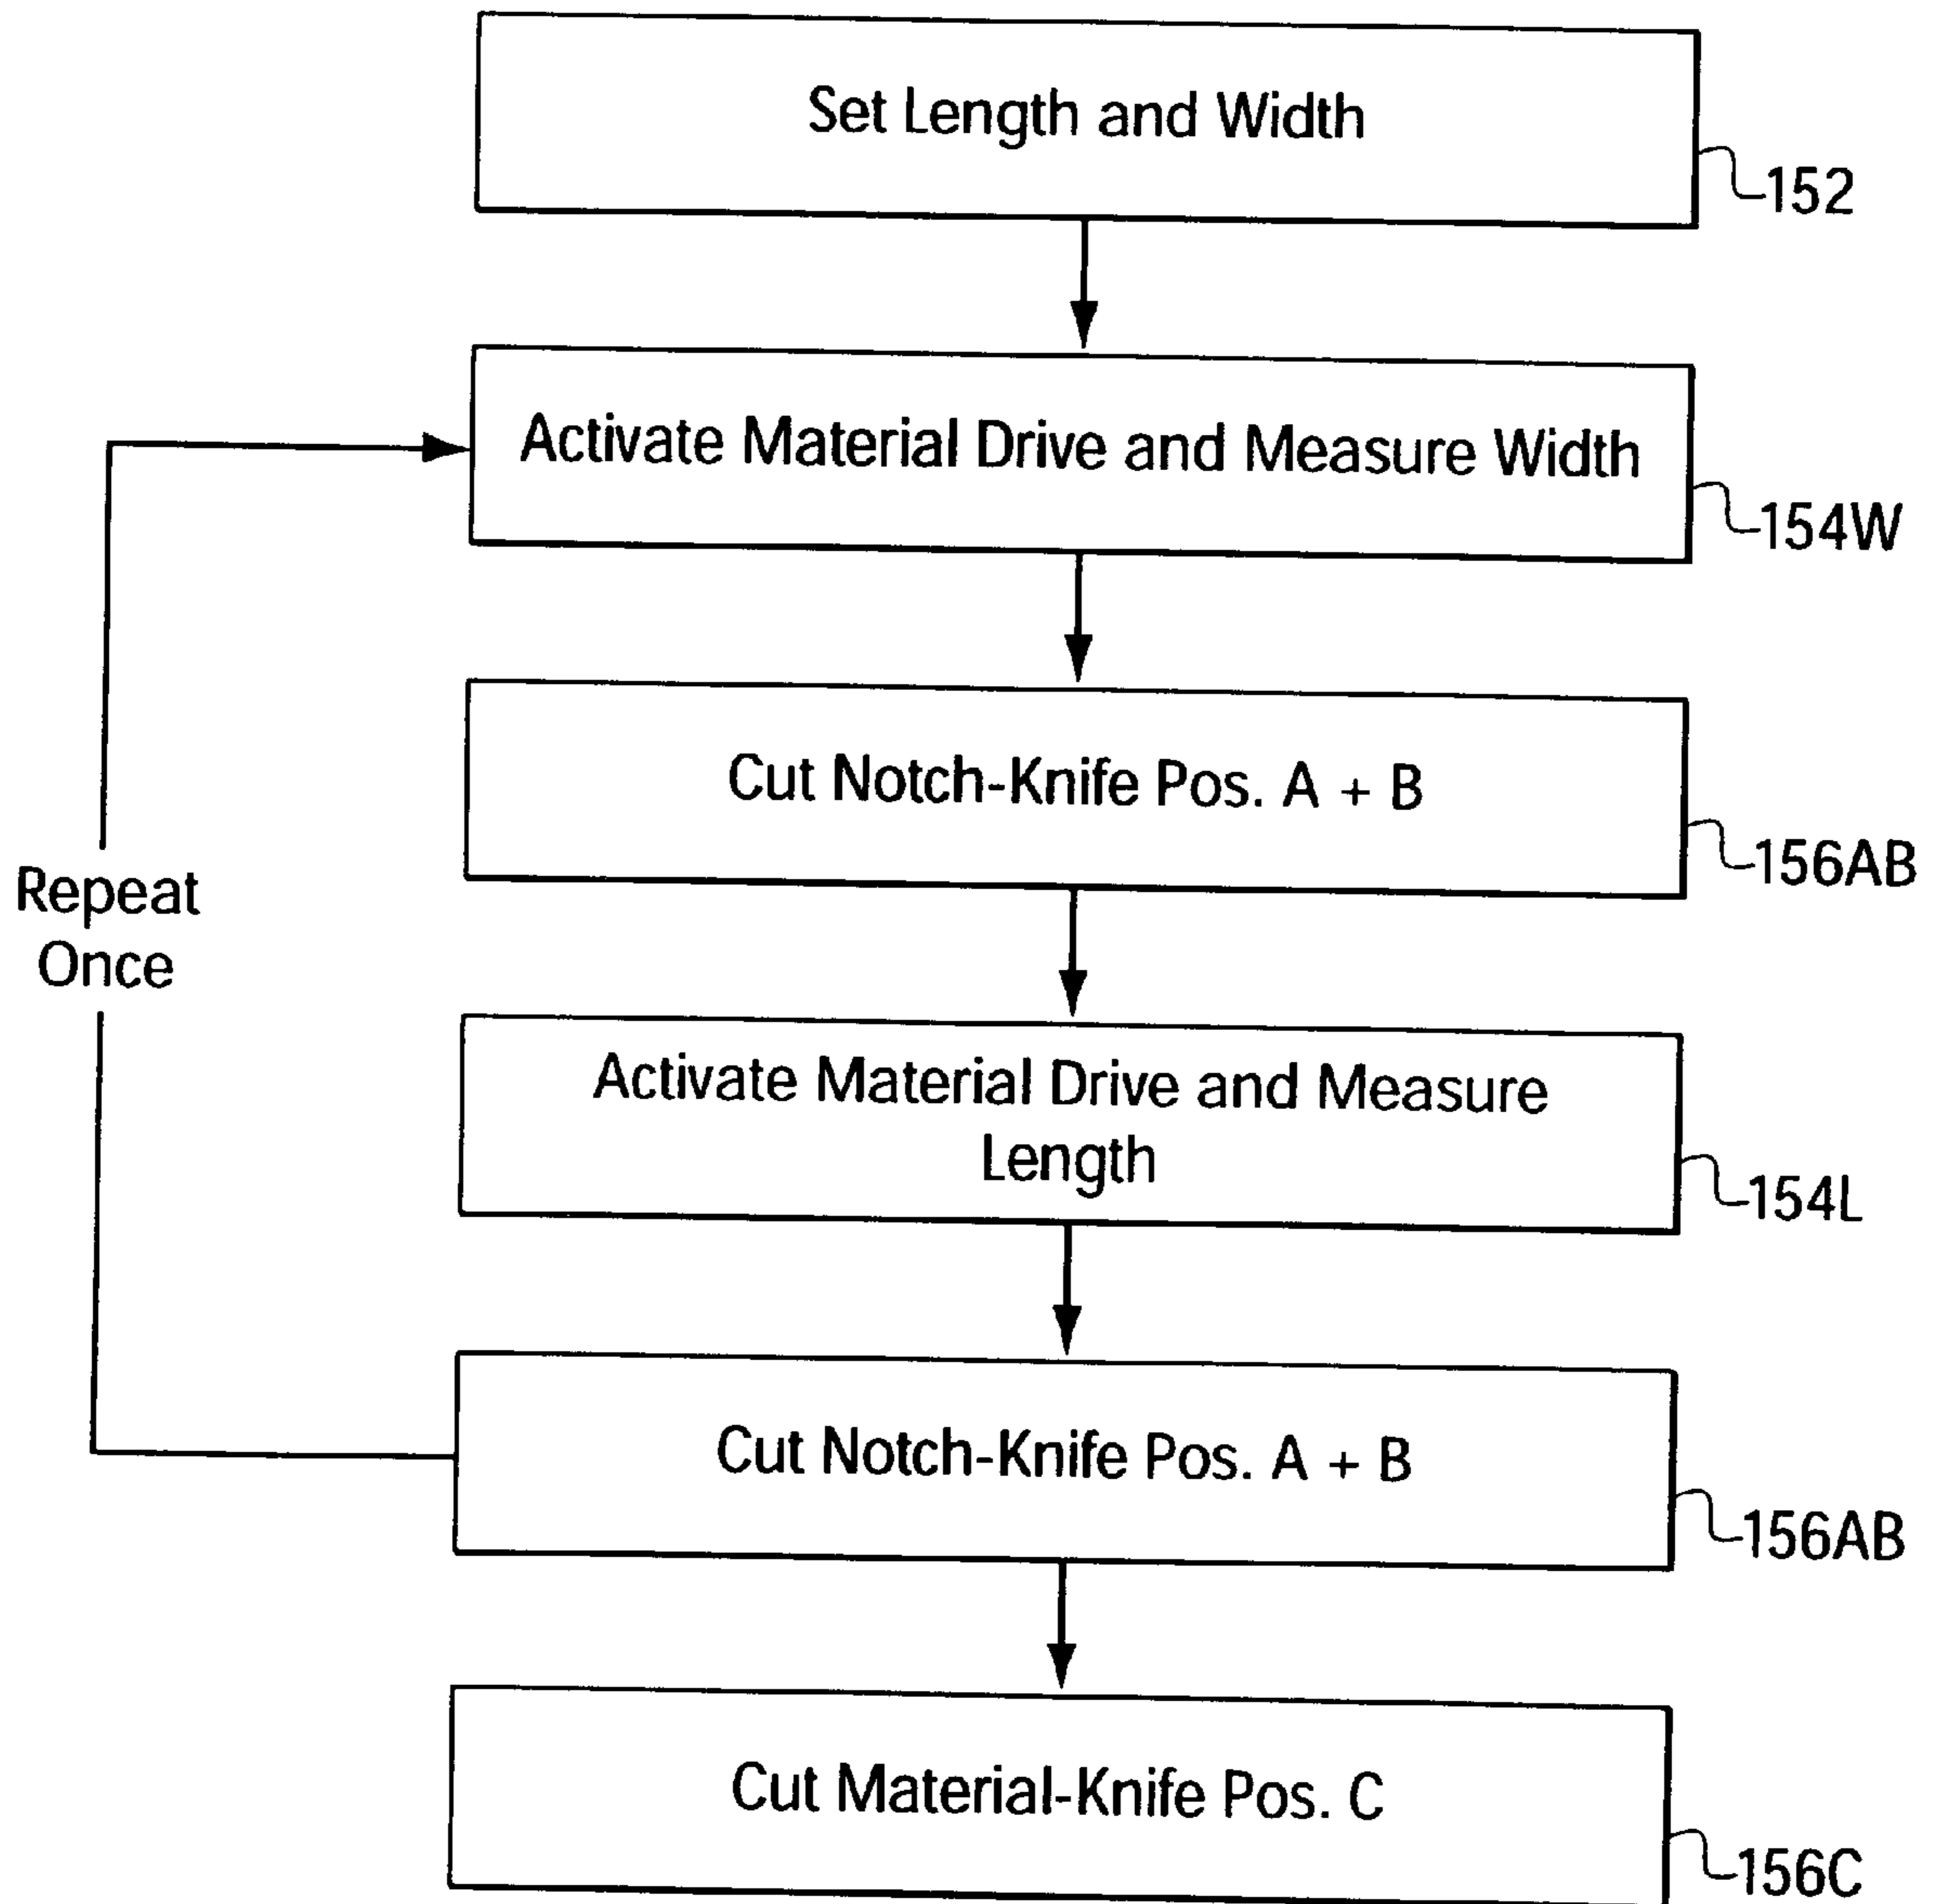 Set Length and Width
152
Activate Material Drive and Measure Width
154W
Cut Notch-Knife Pos. A + B
156AB
Repeat
Once
Activate Material Drive and Measure
Length
154L
Cut Notch-Knife Pos. A + B
156AB
Cut Material-Knife Pos. C
156C